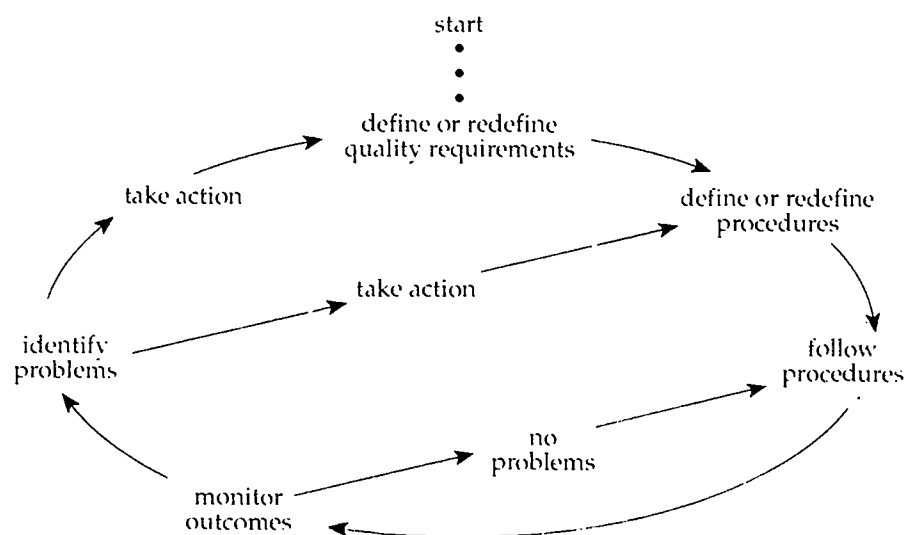 start
define or redefine
quality requirements
take action
define or redefine
procedures
take action
identify
problems
follow
procedures
no
problems
monitor
outcomes